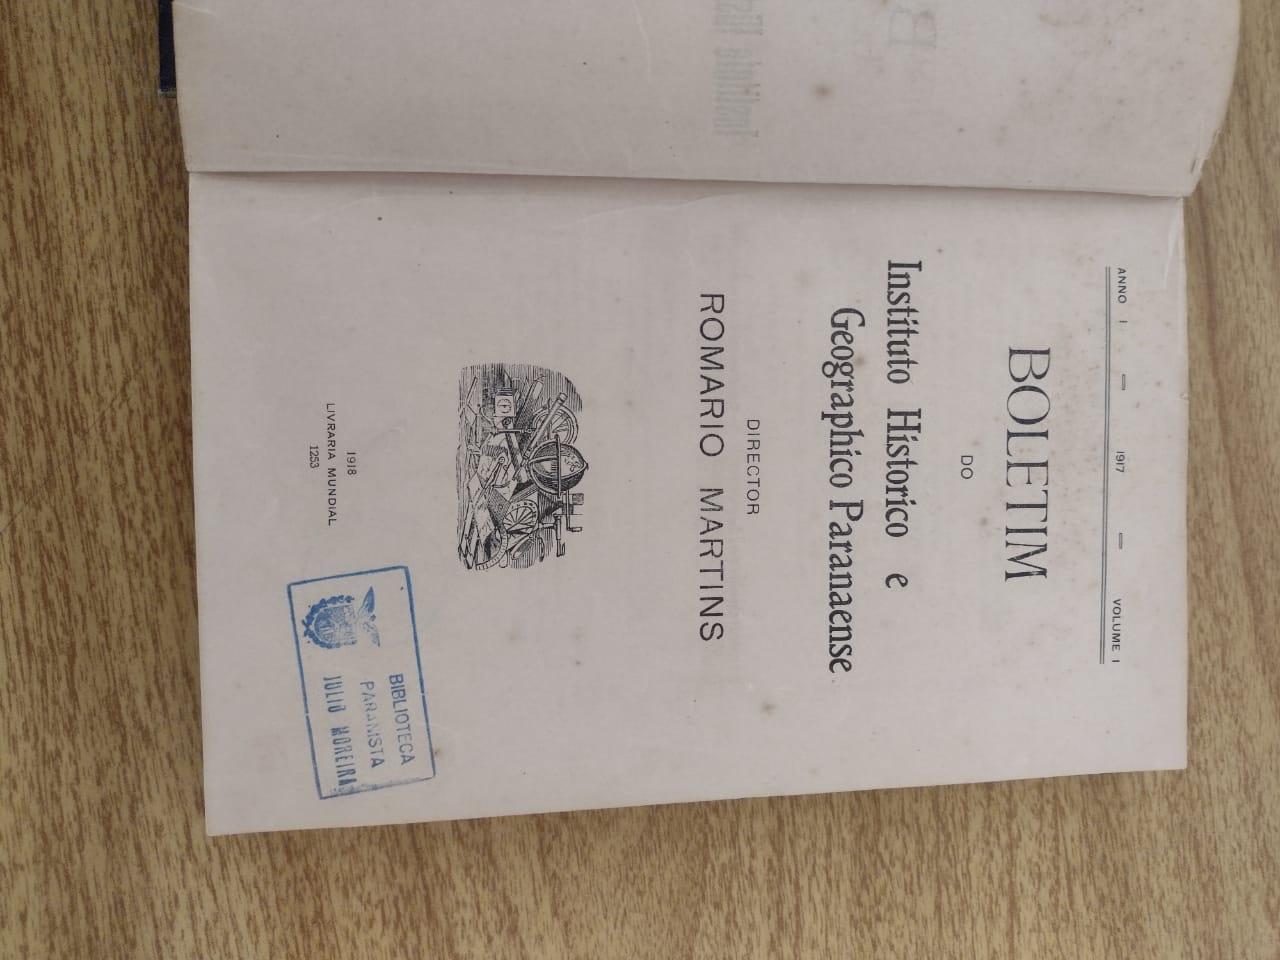 ANNO I — 1917 — VOLUME I
BOLETIM
DO
Instituto Historico e
Geographico Paranaense
DIRECTOR
ROMARIO MARTINS
1918
LIVRARIA MUNDIAL
1253
BIBLIOTECA
PARANISTA
JULIO MOREIRA